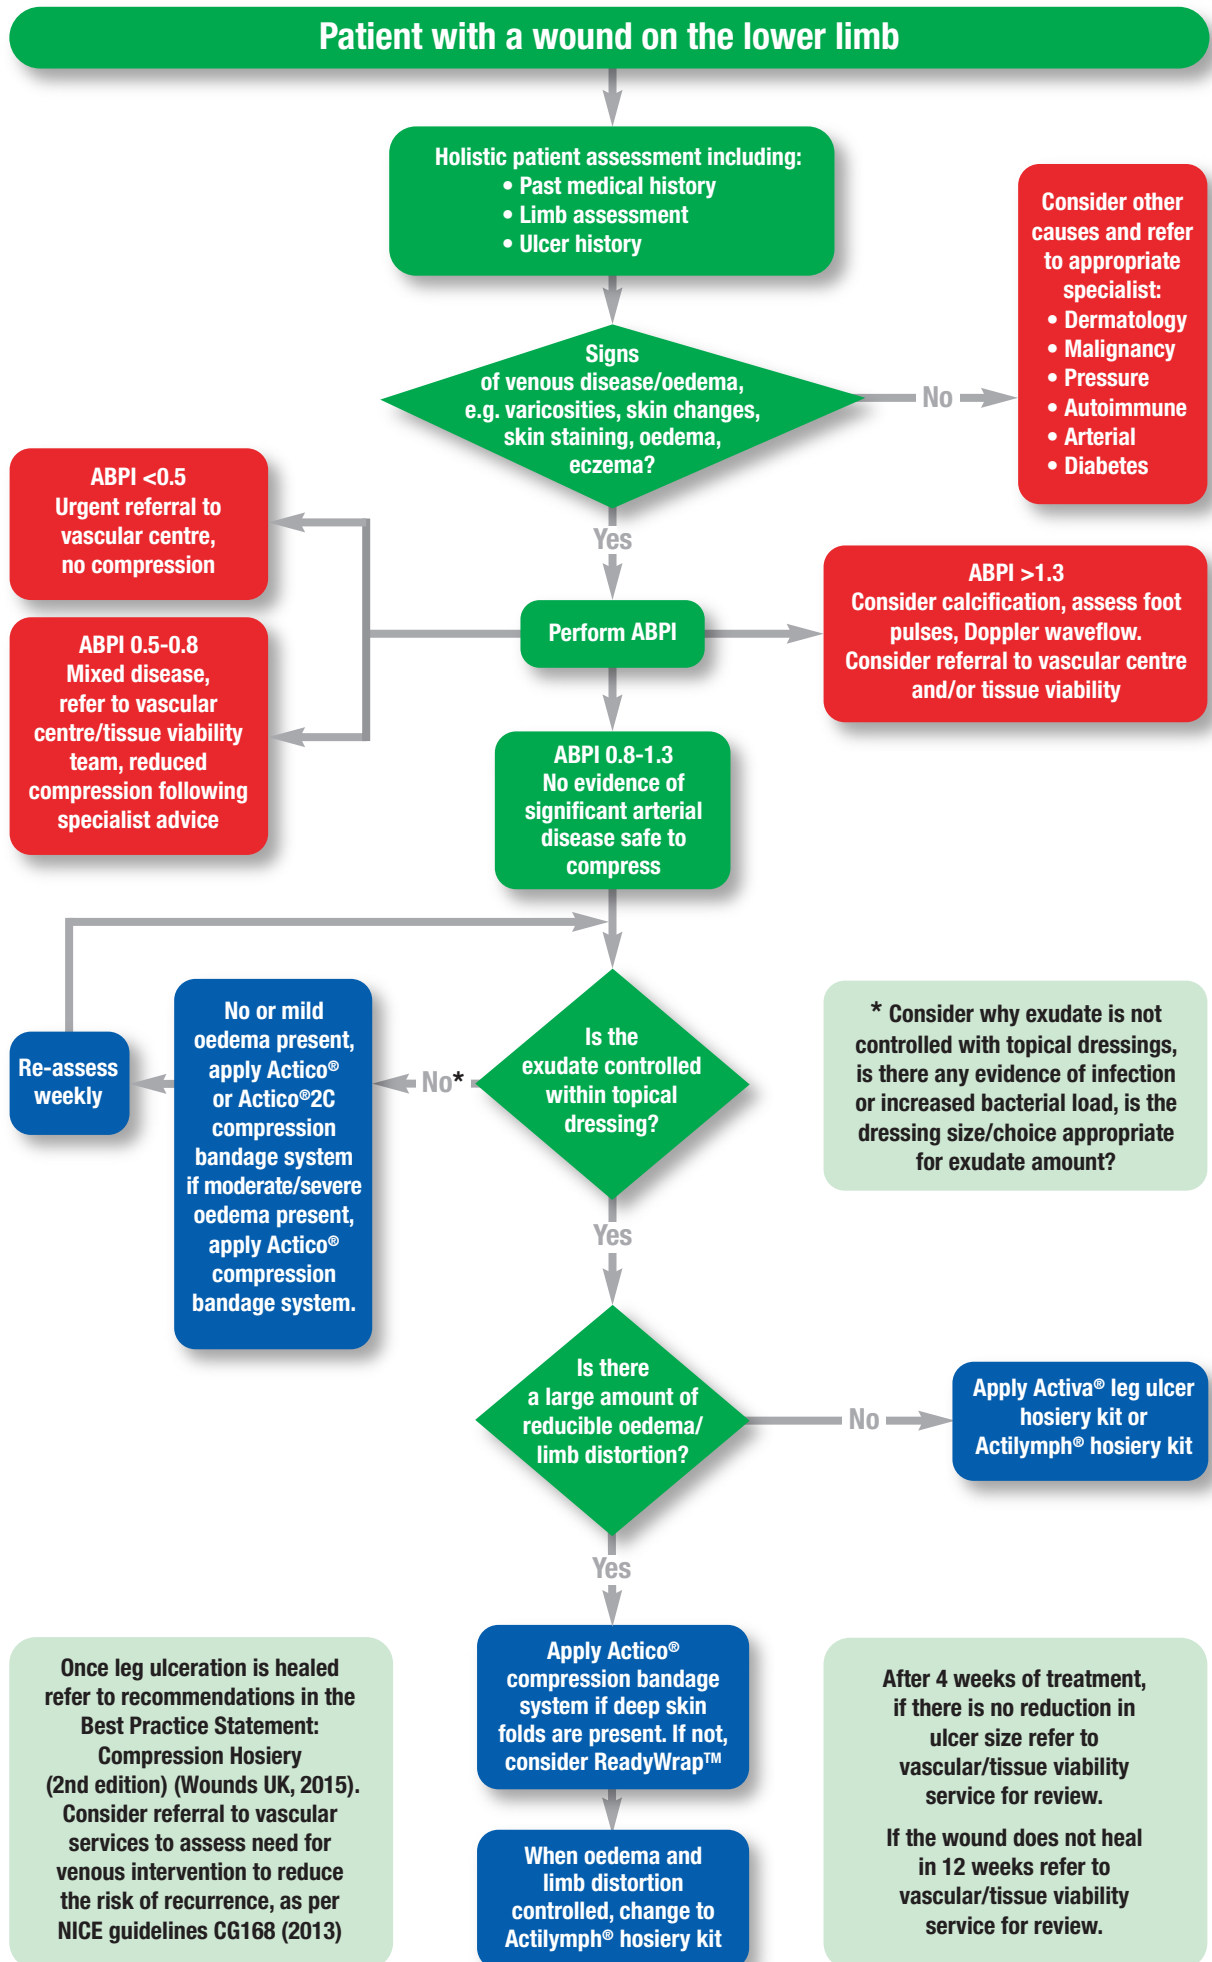 Patient with a wound on the lower limb
Holistic patient assessment including:
• Past medical history
• Limb assessment
• Ulcer history
Consider other
causes and refer
to appropriate
specialist:
• Dermatology
• Malignancy
• Pressure
• Autoimmune
• Arterial
• Diabetes
Signs
of venous disease/oedema,
e.g. varicosities, skin changes,
skin staining, oedema,
eczema?
No
Yes
ABPI <0.5
Urgent referral to
vascular centre,
no compression
ABPI 0.5-0.8
Mixed disease,
refer to vascular
centre/tissue viability
team, reduced
compression following
specialist advice
Perform ABPI
ABPI >1.3
Consider calcification, assess foot
pulses, Doppler waveflow.
Consider referral to vascular centre
and/or tissue viability
ABPI 0.8-1.3
No evidence of
significant arterial
disease safe to
compress
Is the
exudate controlled
within topical
dressing?
No*
No or mild
oedema present,
apply Actico®
or Actico®2C
compression
bandage system
if moderate/severe
oedema present,
apply Actico®
compression
bandage system.
Re-assess
weekly
* Consider why exudate is not
controlled with topical dressings,
is there any evidence of infection
or increased bacterial load, is the
dressing size/choice appropriate
for exudate amount?
Yes
Is there
a large amount of
reducible oedema/
limb distortion?
No
Apply Activa® leg ulcer
hosiery kit or
Actilymph® hosiery kit
Yes
Apply Actico®
compression bandage
system if deep skin
folds are present. If not,
consider ReadyWrap™
When oedema and
limb distortion
controlled, change to
Actilymph® hosiery kit
Once leg ulceration is healed
refer to recommendations in the
Best Practice Statement:
Compression Hosiery
(2nd edition) (Wounds UK, 2015).
Consider referral to vascular
services to assess need for
venous intervention to reduce
the risk of recurrence, as per
NICE guidelines CG168 (2013)
After 4 weeks of treatment,
if there is no reduction in
ulcer size refer to
vascular/tissue viability
service for review.
If the wound does not heal
in 12 weeks refer to
vascular/tissue viability
service for review.